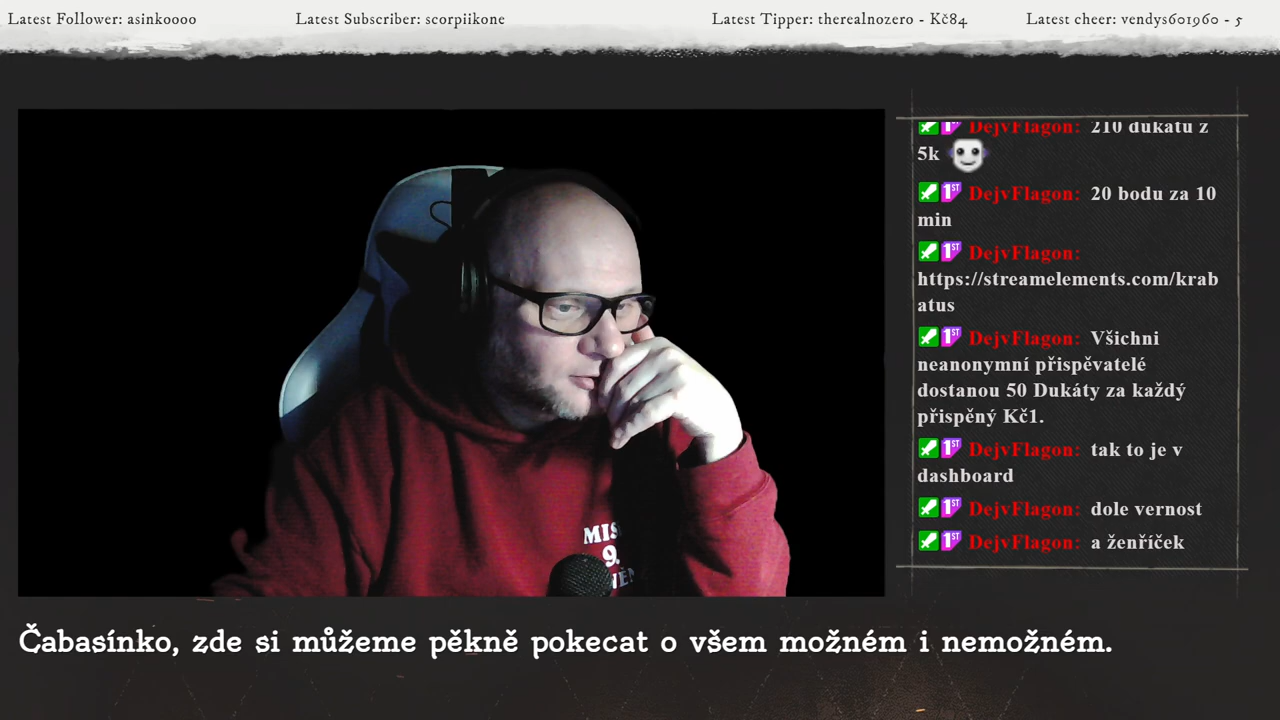 Latest Follower: asinkoooo
Latest Subscriber: scorpiikone
Latest Tipper: therealnozero - Kč84
Latest cheer: vendys601960 - 5
DejvFlagon: 210 dukatu z
5k
DejvFlagon: 20 bodu za 10
min
DejvFlagon:
https://streamelements.com/krab
atus
DejvFlagon: Všichni
neanonymní přispěvatelé
dostanou 50 Dukáty za každý
přispěný Kč1.
DejvFlagon: tak to je v
dashboard
DejvFlagon: dole vernost
DejvFlagon: a ženříček
MIS
9.
Čabasínko, zde si můžeme pěkně pokecat o všem možném i nemožném.